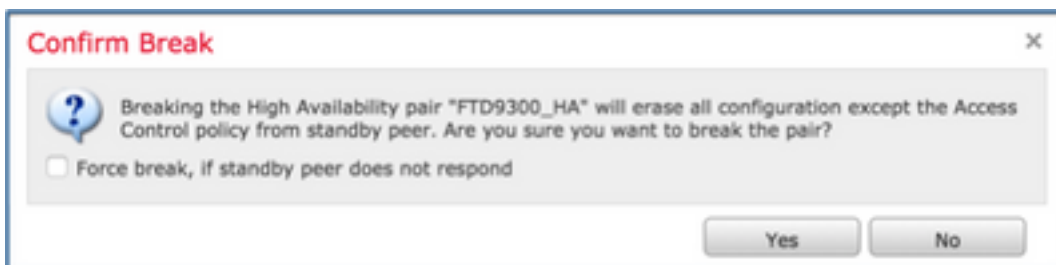 Confirm Break
Breaking the High Availability pair "FTD9300_HA" will erase all configuration except the Access
Control policy from standby peer. Are you sure you want to break the pair?
Force break, if standby peer does not respond
Yes No